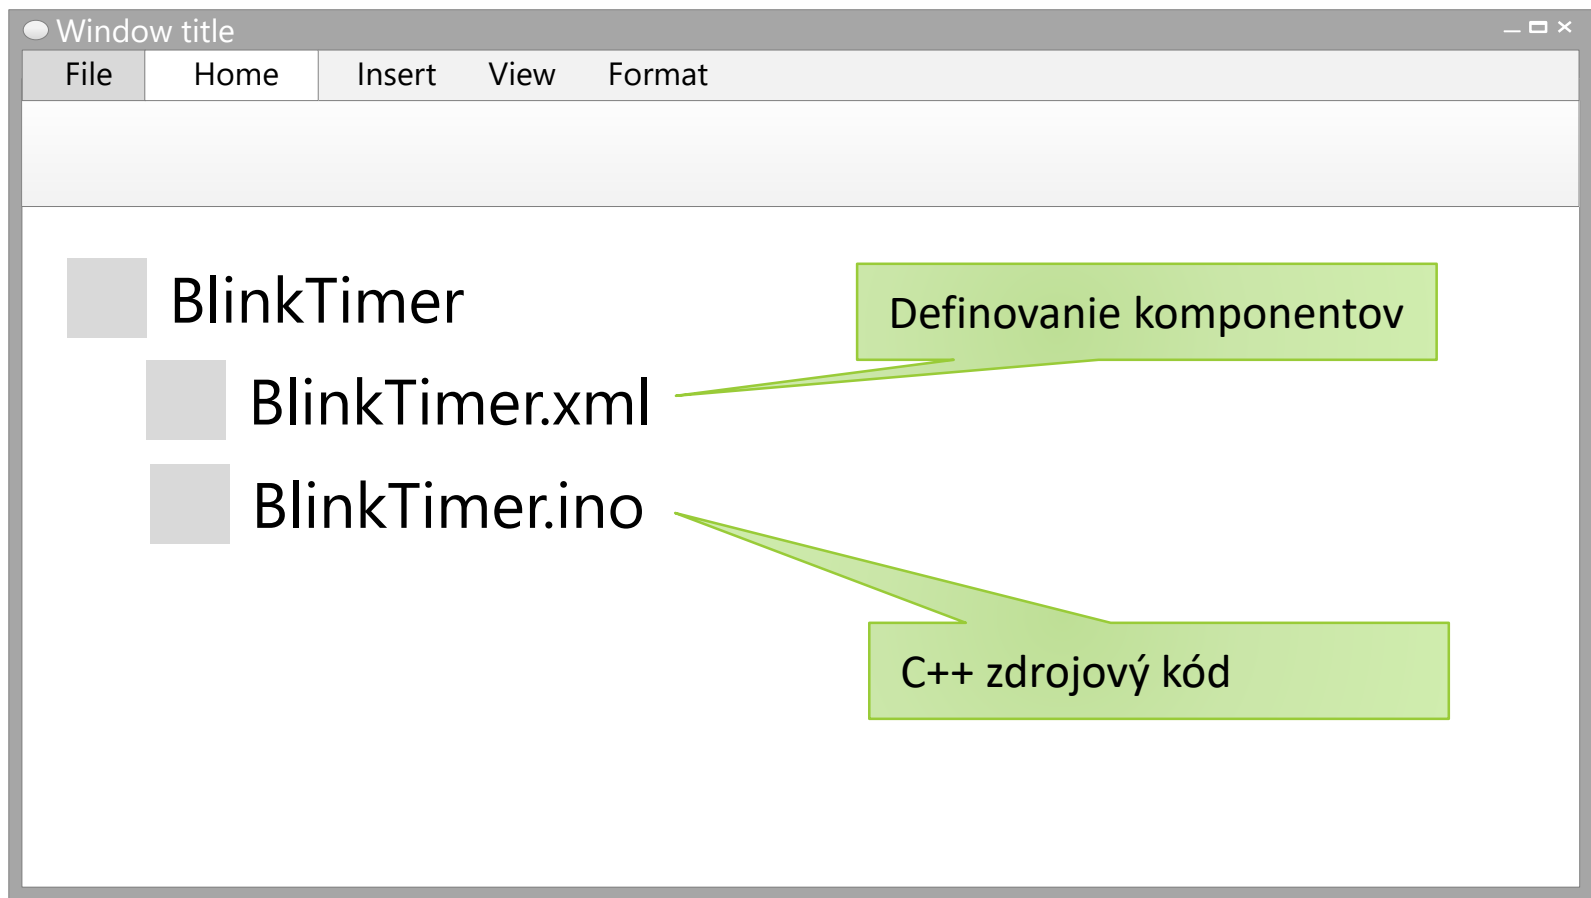 Window title
File Home Insert View Format
BlinkTimer
Definovanie komponentov
BlinkTimer.xml
BlinkTimer.ino
C++ zdrojový kód